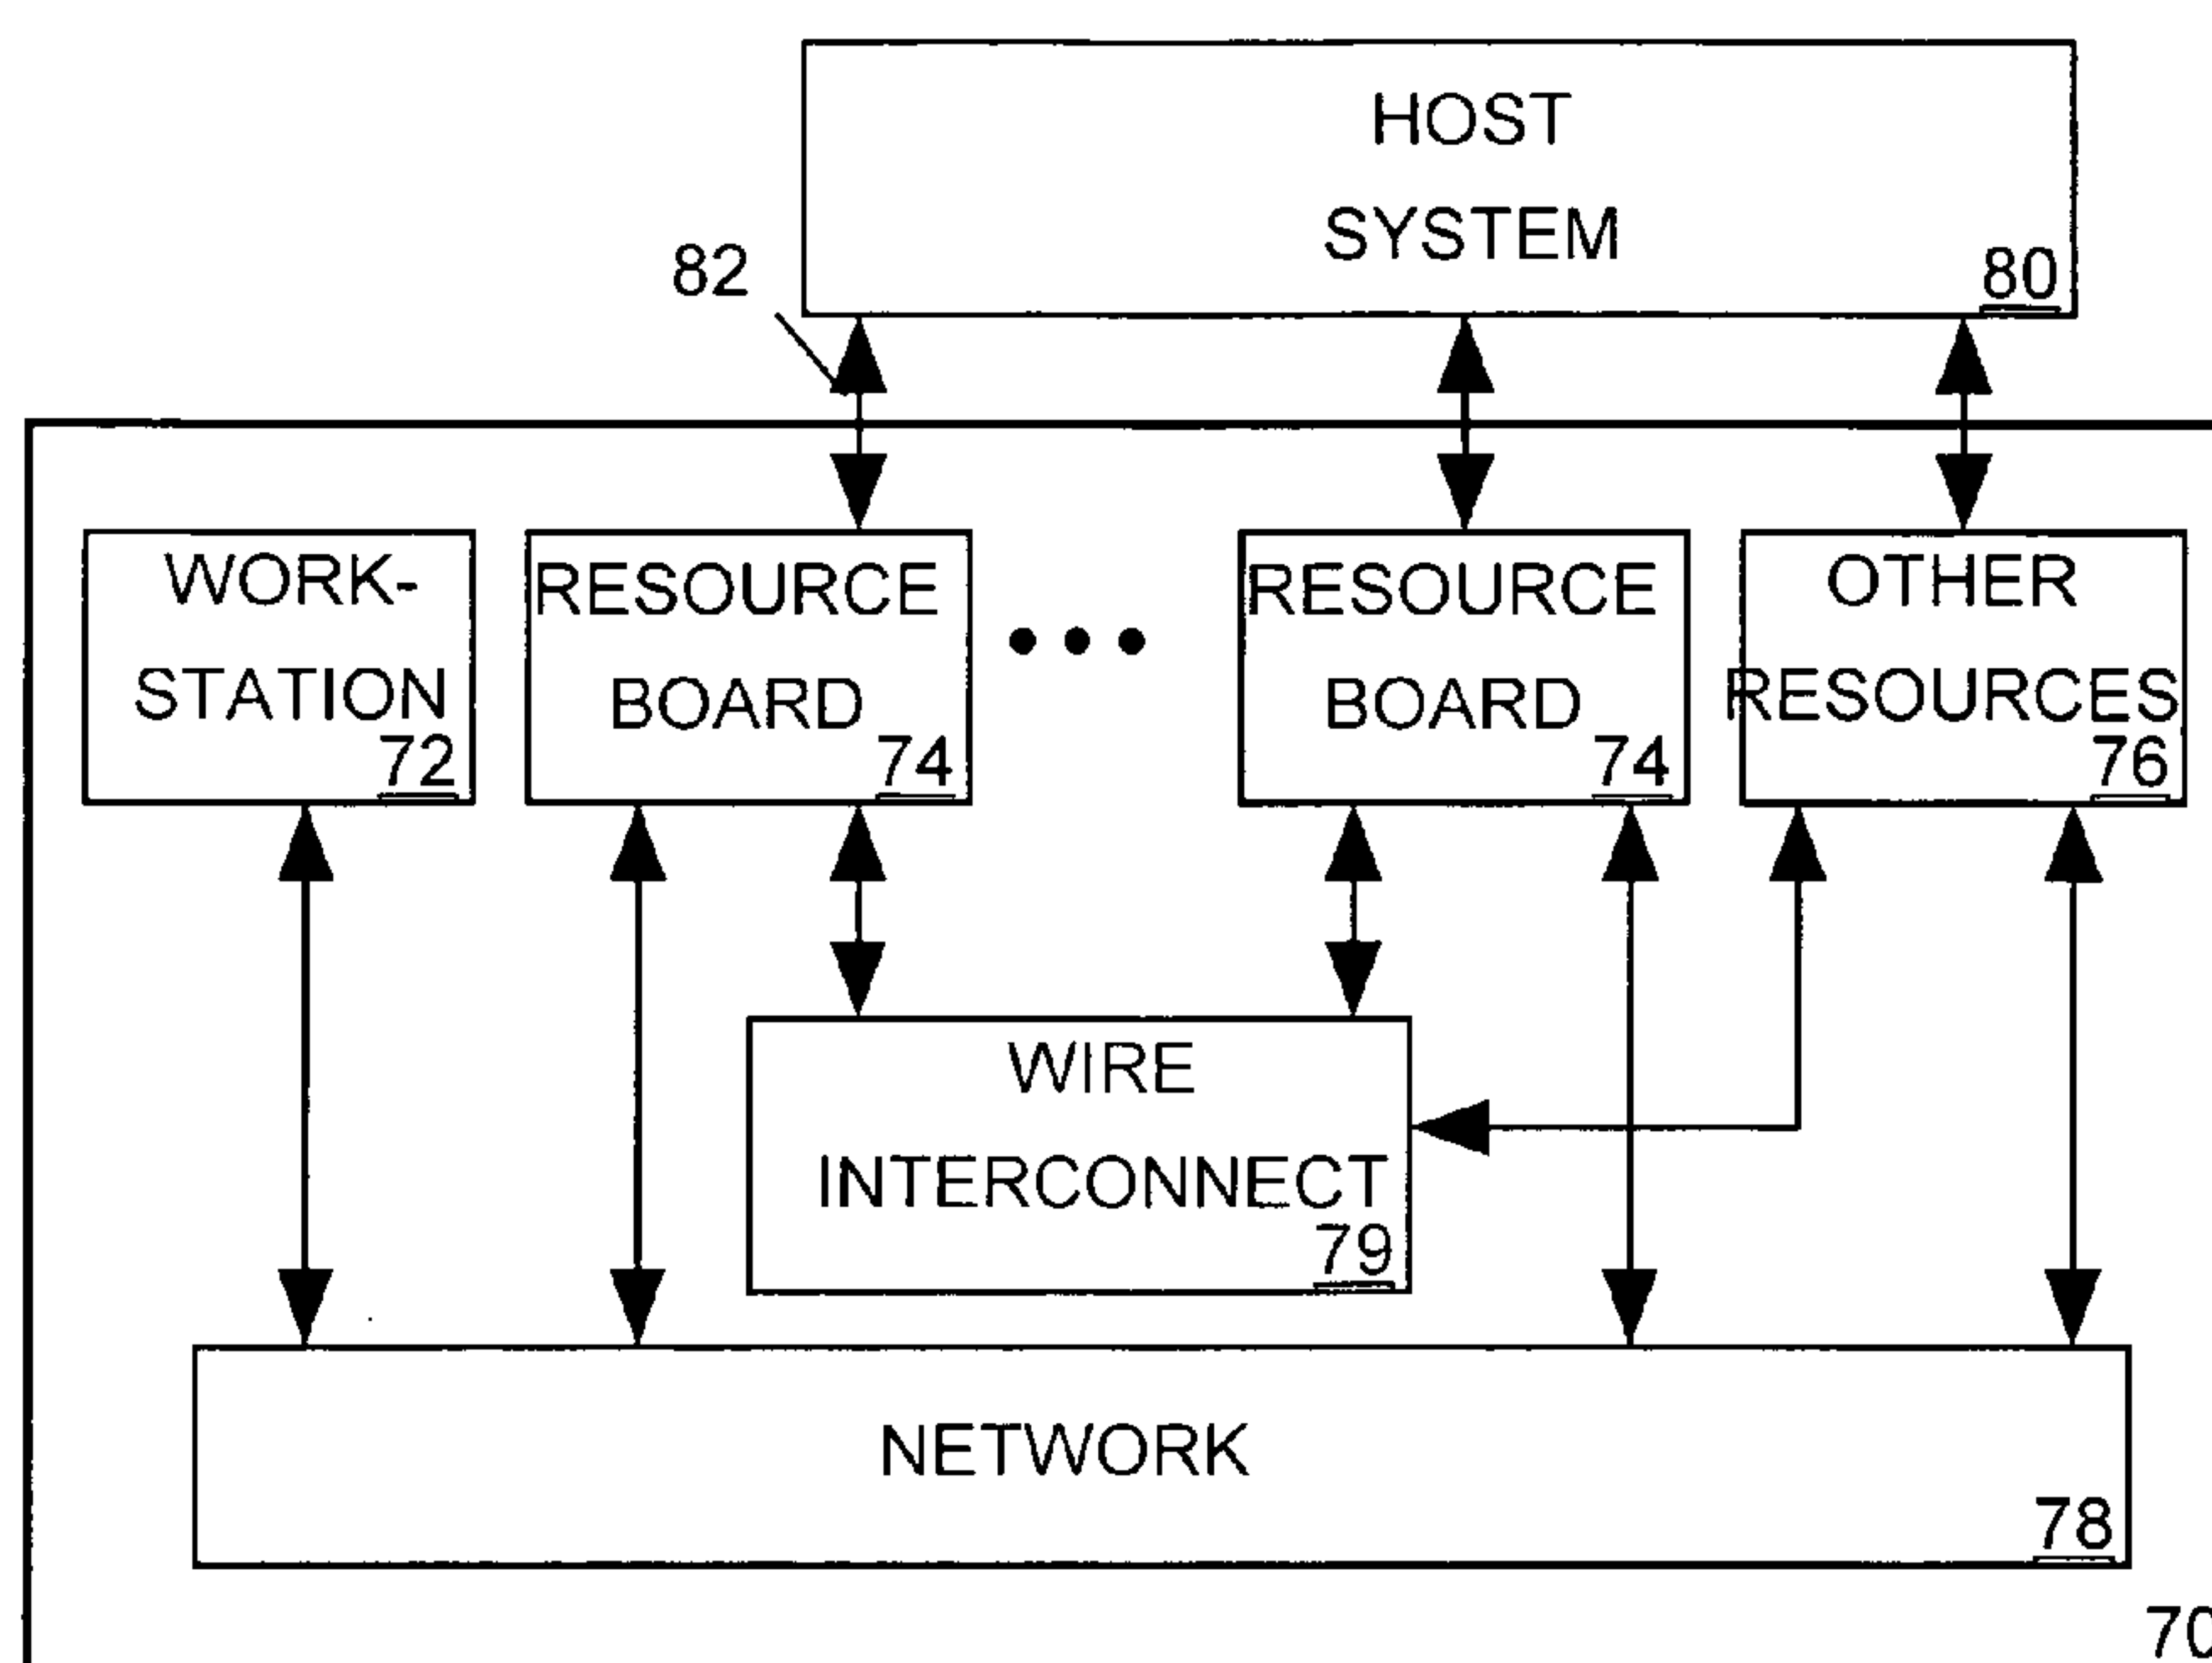 HOST
SYSTEM
80
82
WORK-
STATION
72
RESOURCE
BOARD
74
RESOURCE
BOARD
74
OTHER
RESOURCES
76
WIRE
INTERCONNECT
79
NETWORK
78
70